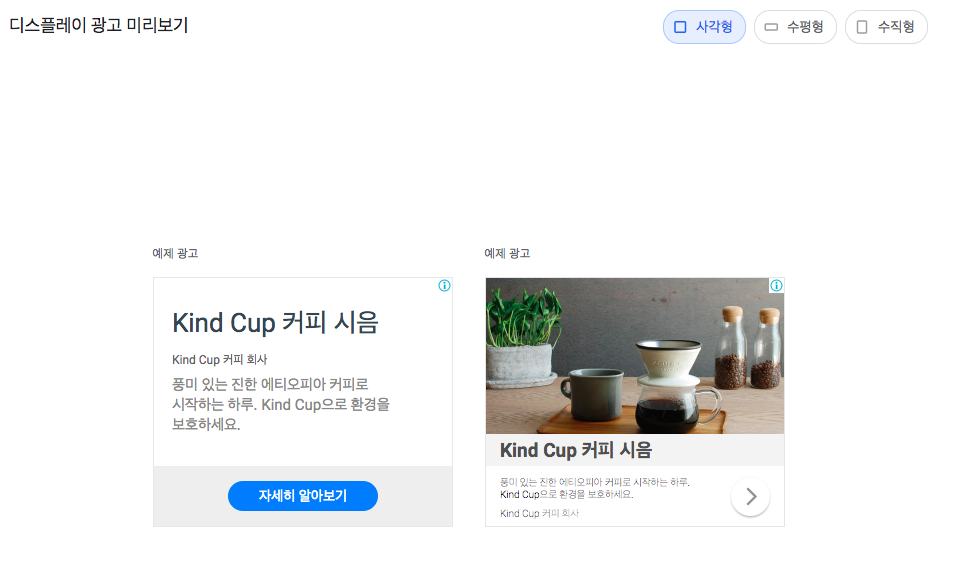 디스플레이 광고 미리보기
사각형
수평형
수직형
예제 광고
Kind Cup 커피 시음
Kind Cup 커피 회사
풍미 있는 진한 에티오피아 커피로
시작하는 하루. Kind Cup으로 환경을
보호하세요.
자세히 알아보기
예제 광고
Kind Cup 커피 시음
풍미 있는 진한 에티오피아 커피로 시작하는 하루.
Kind Cup으로 환경을 보호하세요.
Kind Cup 커피 회사